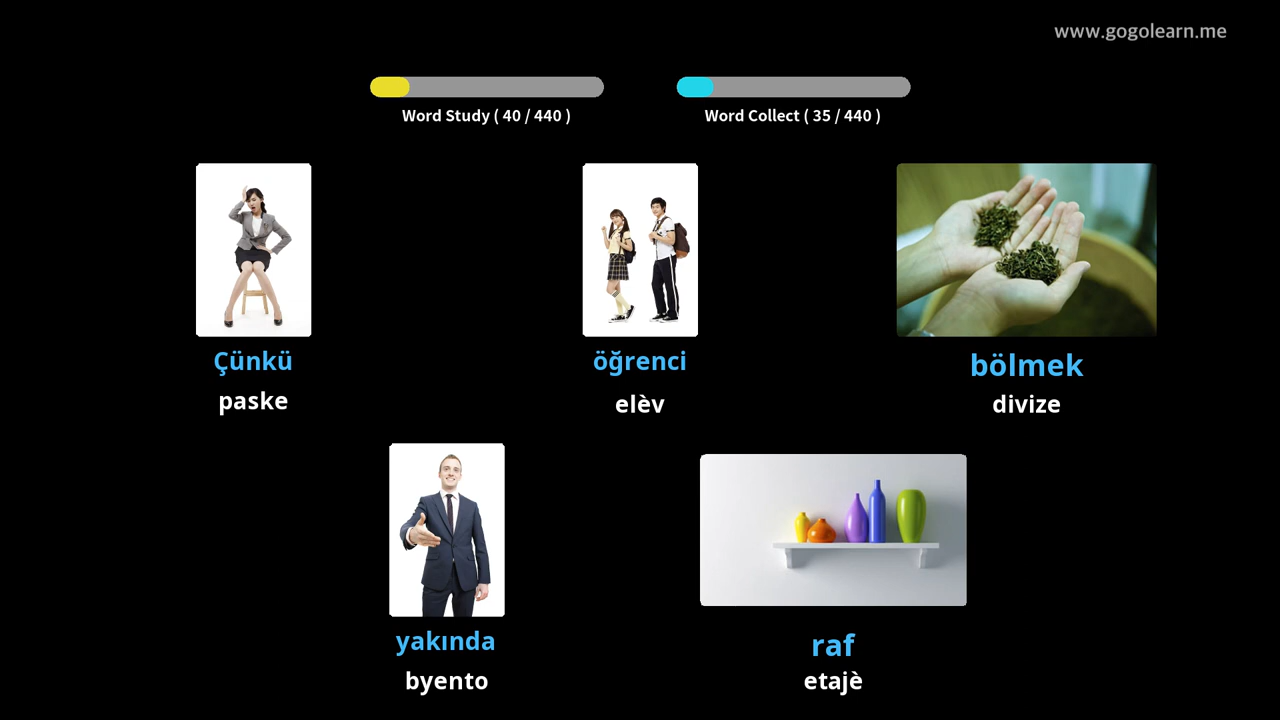 www.gogolearn.me
Word Study ( 40 / 440 )
Word Collect ( 35 / 440 )
Çünkü
paske
öğrenci
elèv
bölmek
divize
yakında
byento
raf
etajè